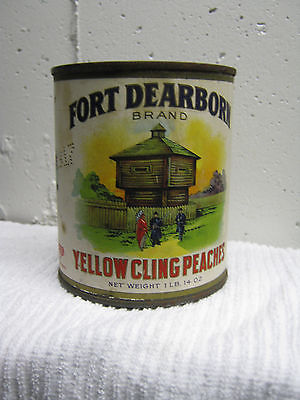 FORT DEARBORN
BRAND
YELLOW CLING PEACHES
NET WEIGHT 1 LB. 14 OZ.